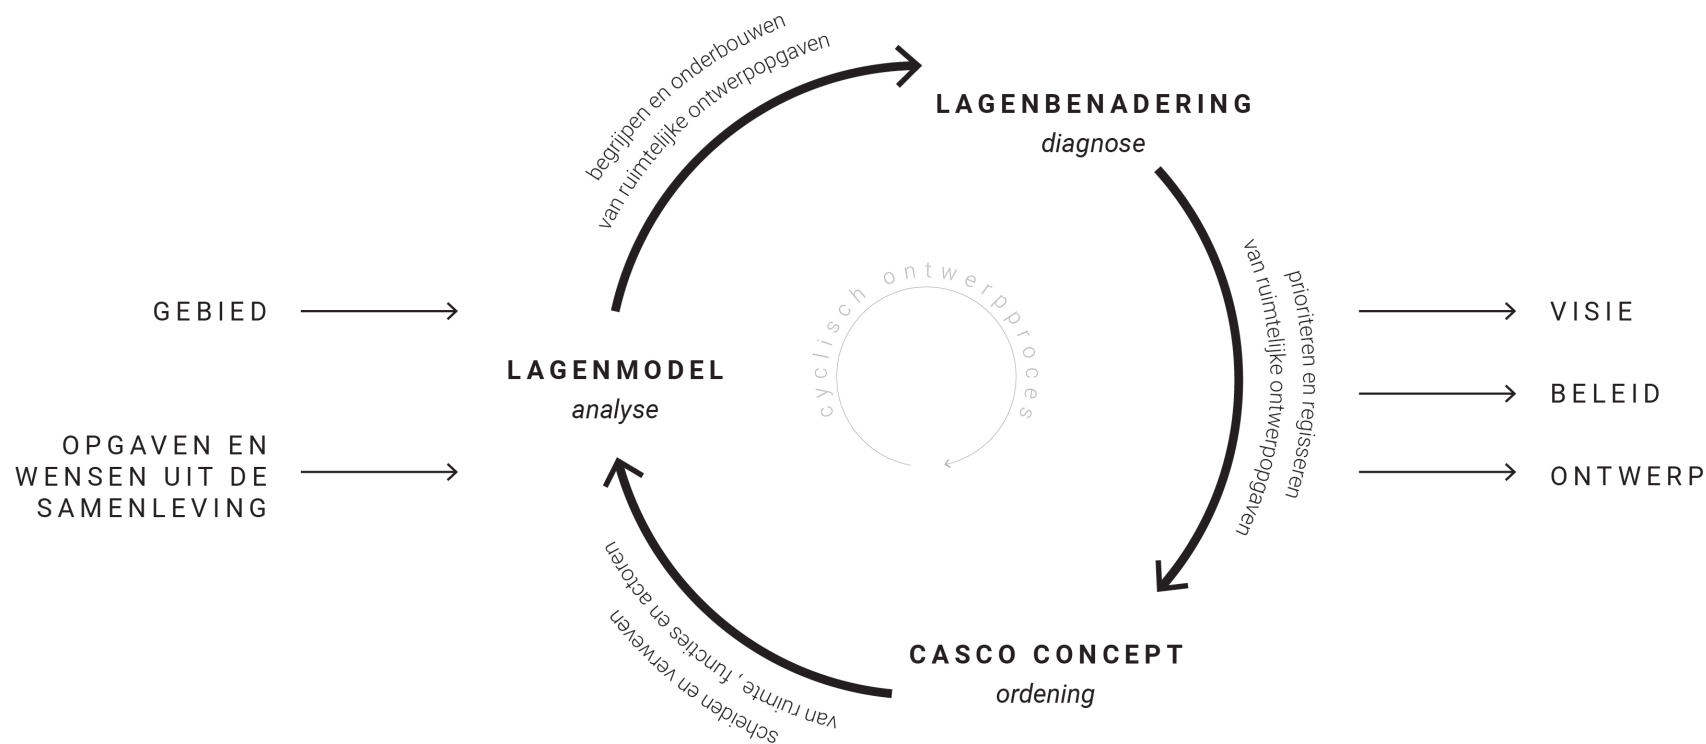 begrijpen en onderbouwen
van ruimtelijke ontwerpopgaven
LAGENBENADERING
diagnose
prioriteren en regisseren
van ruimtelijke ontwerpopgaven
cyclisch ontwerpproces
GEBIED
OPGAVEN EN
WENSEN UIT DE
SAMENLEVING
LAGENMODEL
analyse
VISIE
BELEID
ONTWERP
scheiden en verweven
van ruimte, functies en actoren
CASCO CONCEPT
ordening